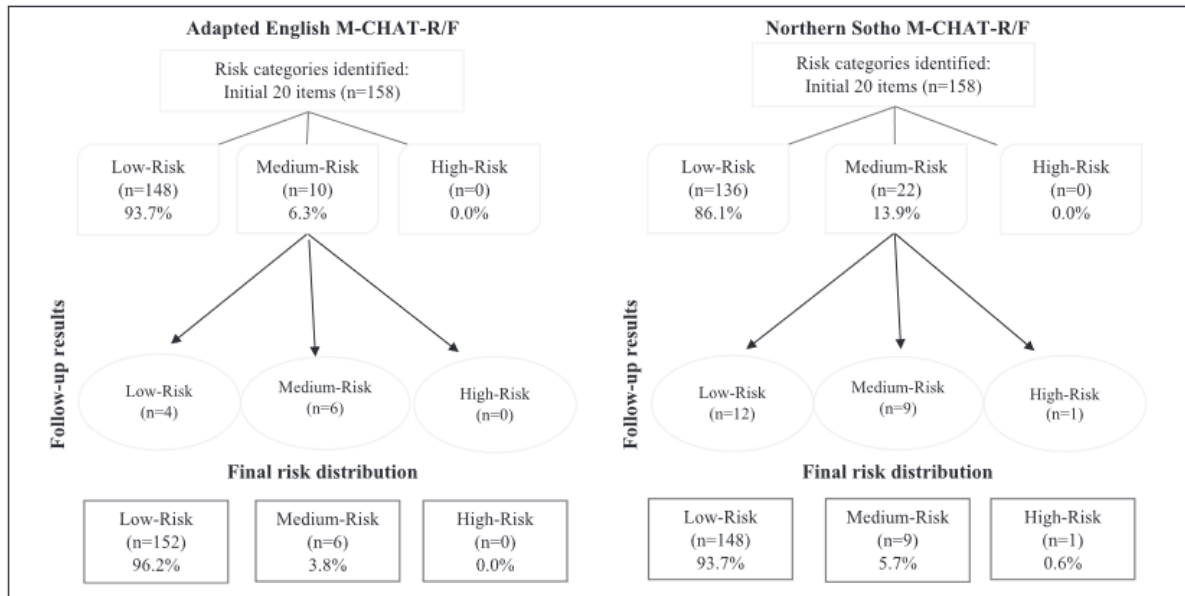 Adapted English M-CHAT-R/F
Risk categories identified:
Initial 20 items (n=158)
Low-Risk
(n=148)
93.7%
Medium-Risk
(n=10)
6.3%
High-Risk
(n=0)
0.0%
Follow-up results
Low-Risk
(n=4)
Medium-Risk
(n=6)
High-Risk
(n=0)
Final risk distribution
Low-Risk
(n=152)
96.2%
Medium-Risk
(n=6)
3.8%
High-Risk
(n=0)
0.0%
Northern Sotho M-CHAT-R/F
Risk categories identified:
Initial 20 items (n=158)
Low-Risk
(n=136)
86.1%
Medium-Risk
(n=22)
13.9%
High-Risk
(n=0)
0.0%
Follow-up results
Low-Risk
(n=12)
Medium-Risk
(n=9)
High-Risk
(n=1)
Final risk distribution
Low-Risk
(n=148)
93.7%
Medium-Risk
(n=9)
5.7%
High-Risk
(n=1)
0.6%